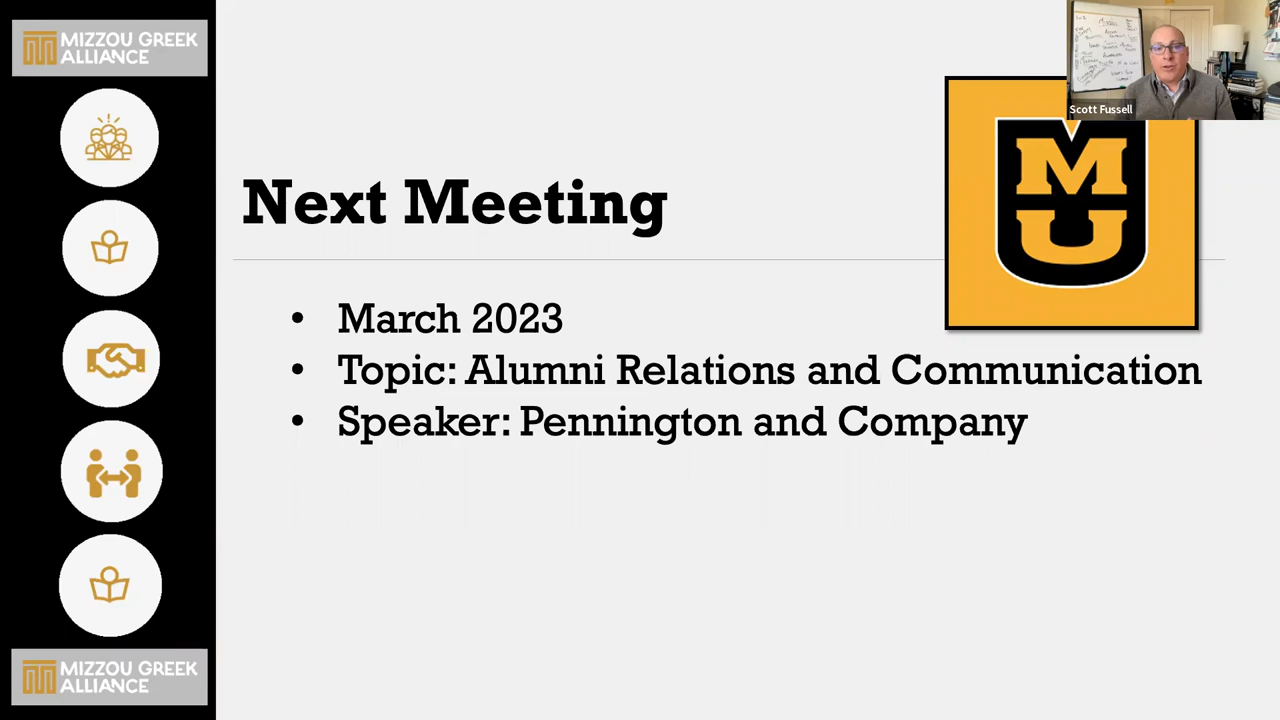 MIZZOU GREEK
ALLIANCE
Scott Fussell
MU
Next Meeting
• March 2023
• Topic: Alumni Relations and Communication
• Speaker: Pennington and Company
MIZZOU GREEK
ALLIANCE